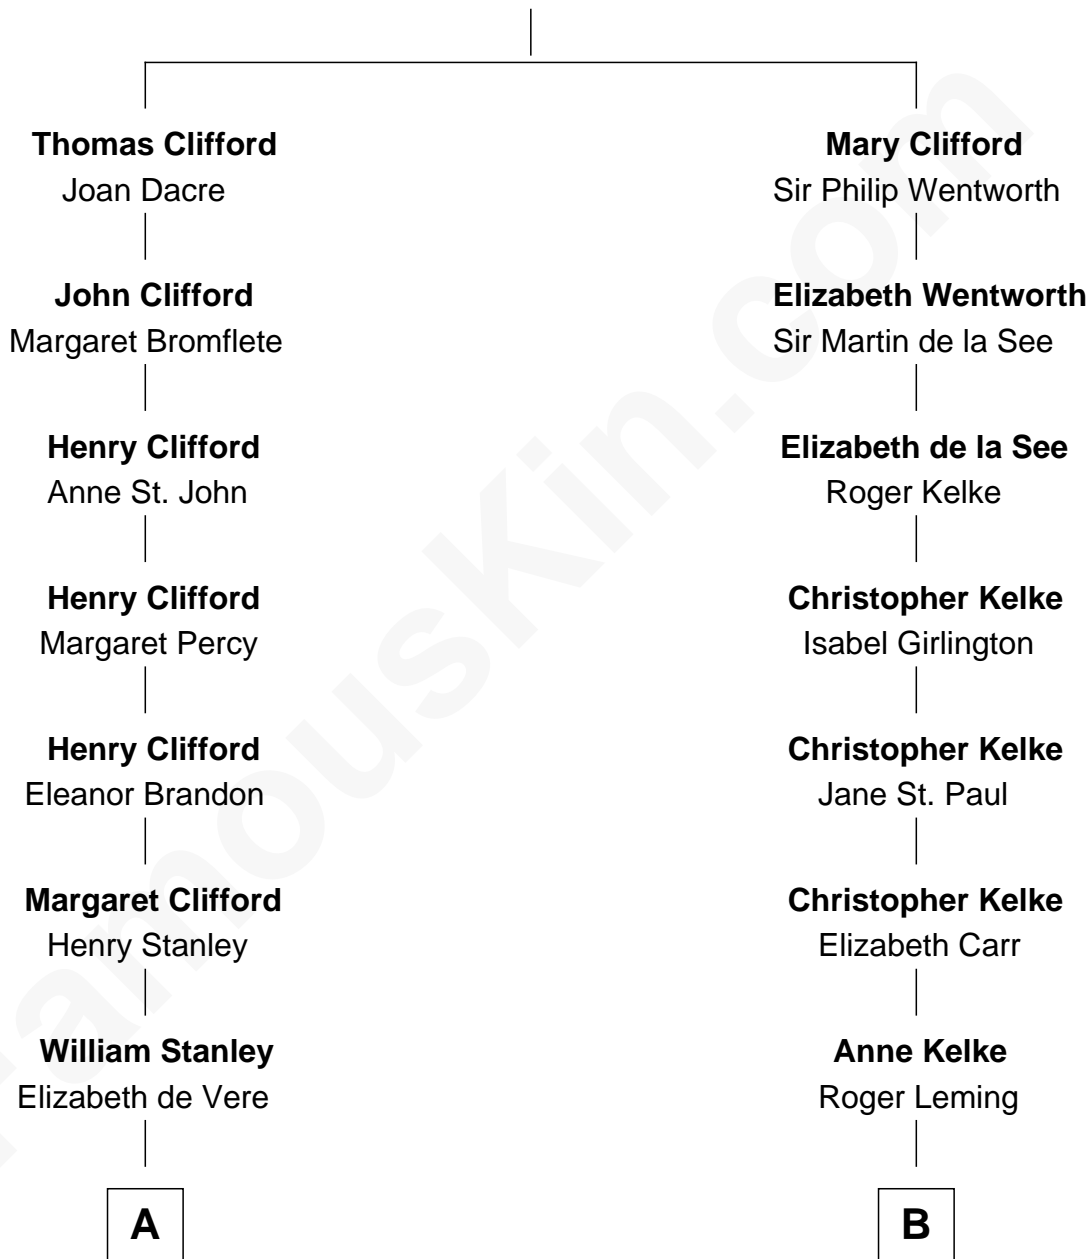 Thomas Clifford
Joan Dacre
John Clifford
Margaret Bromflete
Henry Clifford
Anne St. John
Henry Clifford
Margaret Percy
Henry Clifford
Eleanor Brandon
Margaret Clifford
Henry Stanley
William Stanley
Elizabeth de Vere
A
Mary Clifford
Sir Philip Wentworth
Elizabeth Wentworth
Sir Martin de la See
Elizabeth de la See
Roger Kelke
Christopher Kelke
Isabel Girlington
Christopher Kelke
Jane St. Paul
Christopher Kelke
Elizabeth Carr
Anne Kelke
Roger Leming
B
FamousKin.com